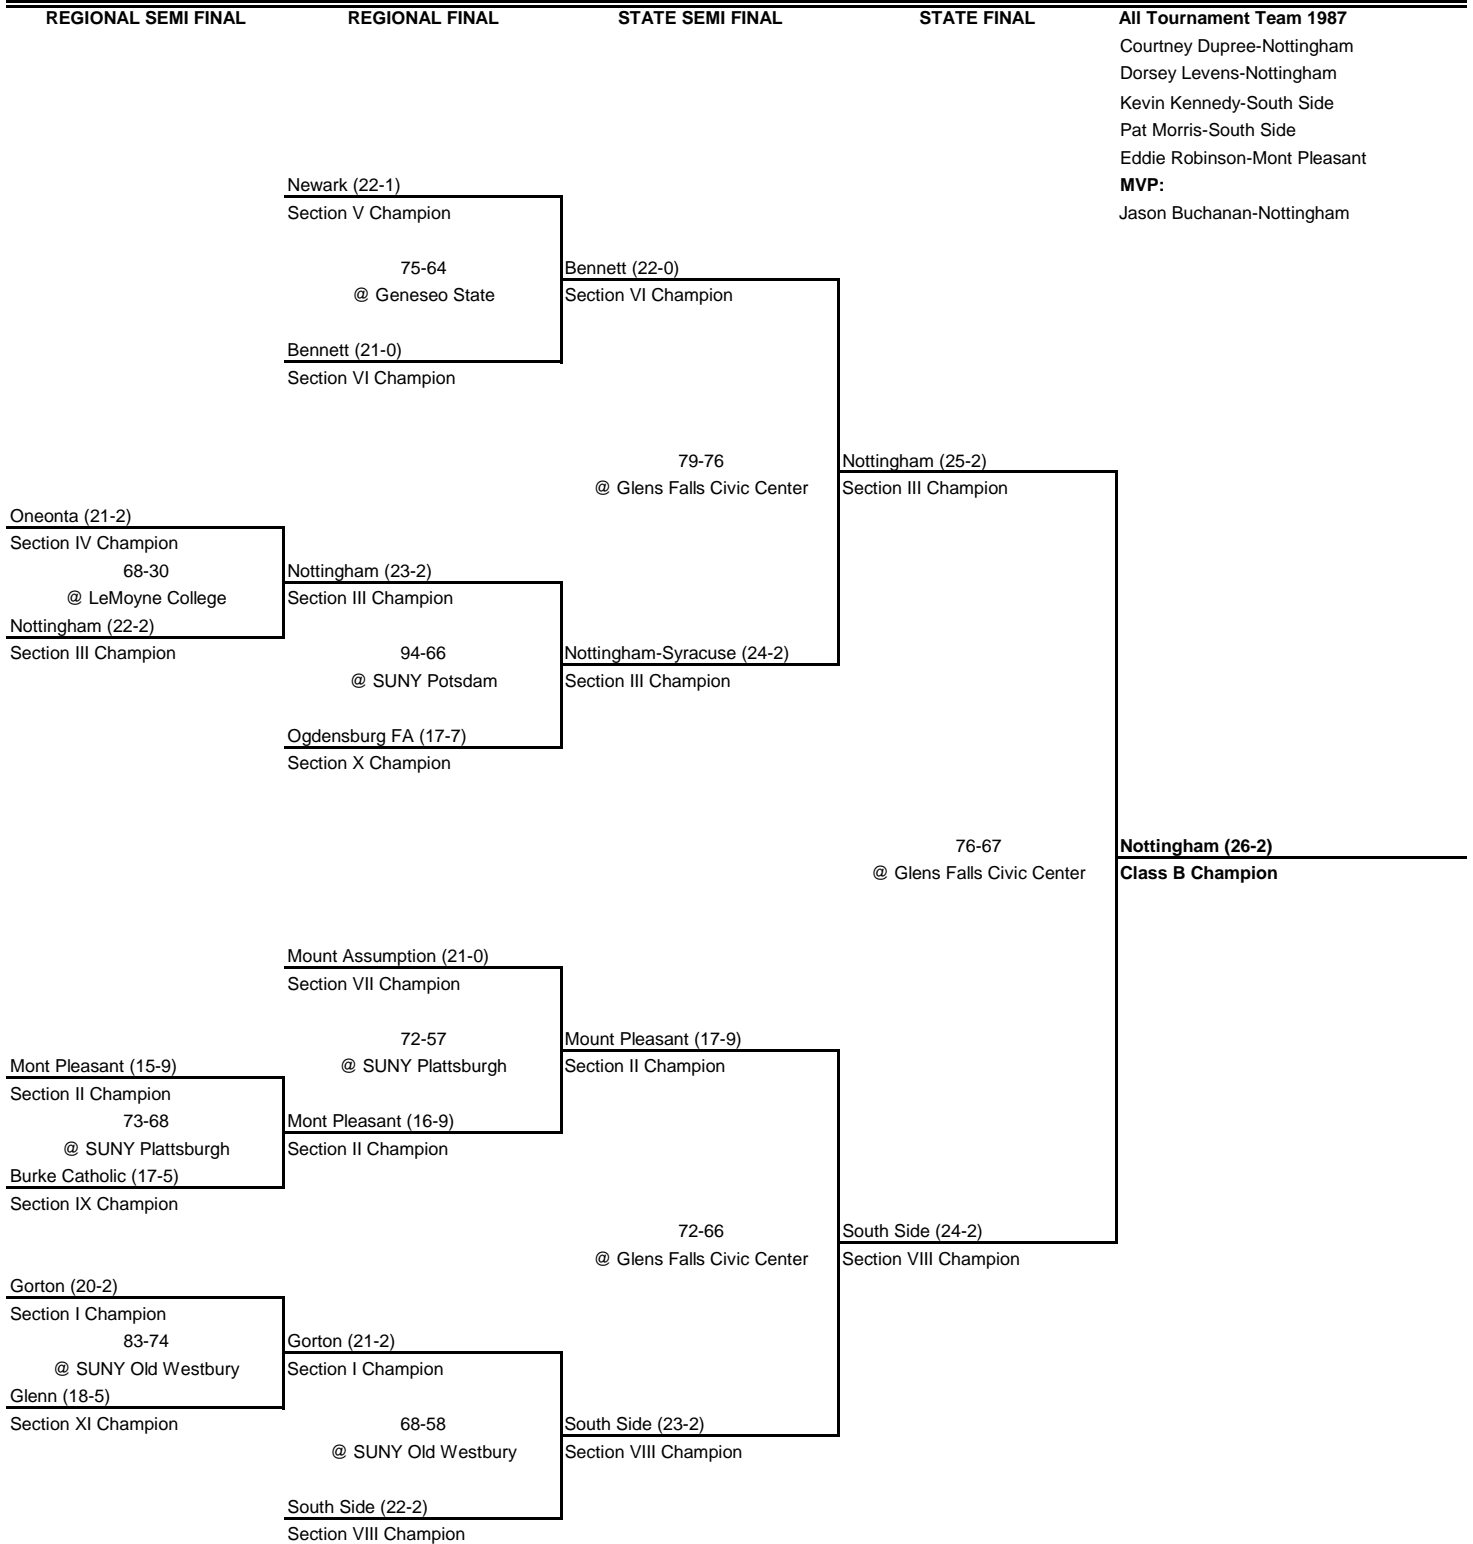 REGIONAL SEMI FINAL REGIONAL FINAL STATE SEMI FINAL STATE FINAL All Tournament Team 1987
Courtney Dupree-Nottingham
Dorsey Levens-Nottingham
Kevin Kennedy-South Side
Pat Morris-South Side
Eddie Robinson-Mont Pleasant
Newark (22-1) MVP:
Section V Champion Jason Buchanan-Nottingham
75-64 Bennett (22-0)
@ Geneseo State Section VI Champion
Bennett (21-0)
Section VI Champion
79-76 Nottingham (25-2)
@ Glens Falls Civic Center Section III Champion
Oneonta (21-2)
Section IV Champion
68-30 Nottingham (23-2)
@ LeMoyne College Section III Champion
Nottingham (22-2)
Section III Champion 94-66 Nottingham-Syracuse (24-2)
@ SUNY Potsdam Section III Champion
Ogdensburg FA (17-7)
Section X Champion
76-67 Nottingham (26-2)
@ Glens Falls Civic Center Class B Champion
Mount Assumption (21-0)
Section VII Champion
72-57 Mount Pleasant (17-9)
Mont Pleasant (15-9) @ SUNY Plattsburgh Section II Champion
Section II Champion
73-68 Mont Pleasant (16-9)
@ SUNY Plattsburgh Section II Champion
Burke Catholic (17-5)
Section IX Champion
72-66 South Side (24-2)
@ Glens Falls Civic Center Section VIII Champion
Gorton (20-2)
Section I Champion
83-74 Gorton (21-2)
@ SUNY Old Westbury Section I Champion
Glenn (18-5)
Section XI Champion 68-58 South Side (23-2)
@ SUNY Old Westbury Section VIII Champion
South Side (22-2)
Section VIII Champion